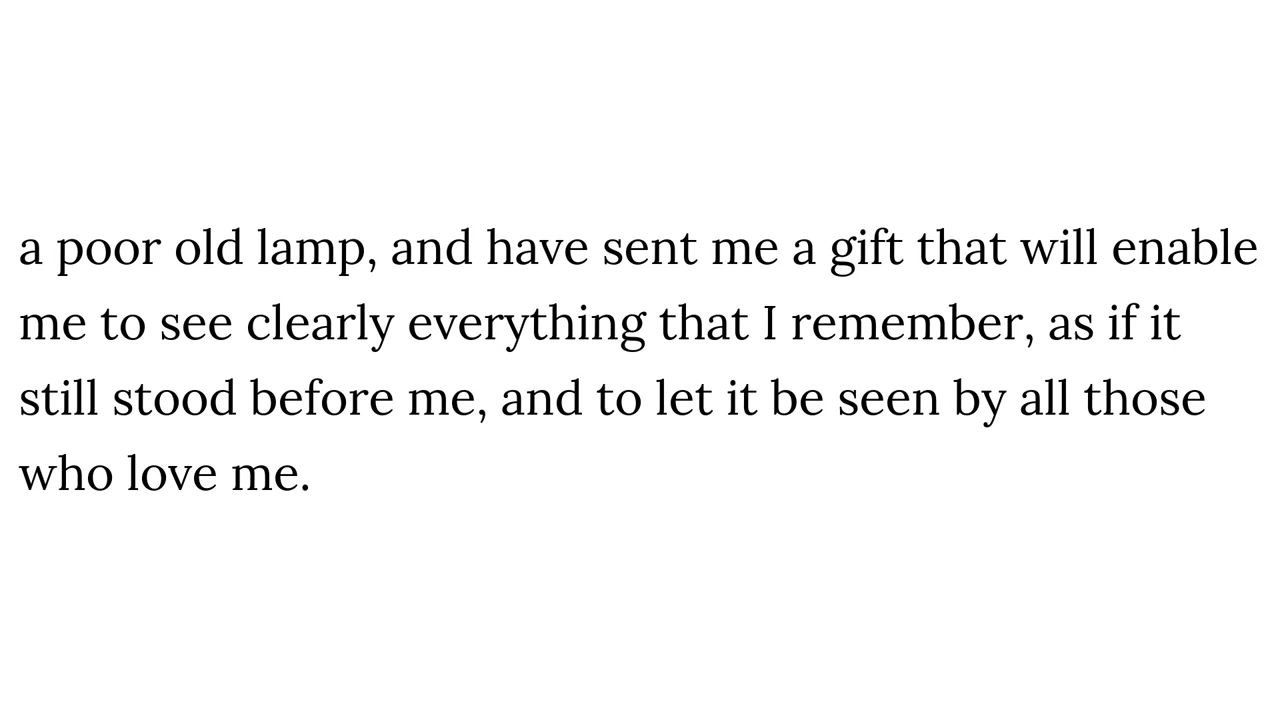 a poor old lamp, and have sent me a gift that will enable
me to see clearly everything that I remember, as if it
still stood before me, and to let it be seen by all those
who love me.